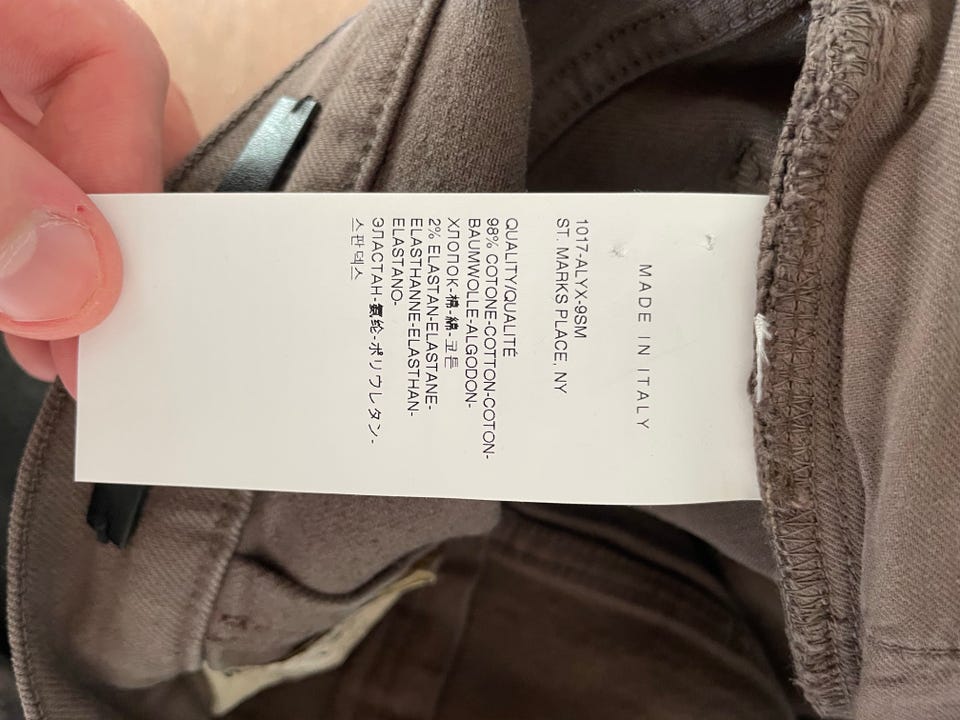 MADE IN ITALY
1017-ALYX-9SM
ST. MARKS PLACE, NY
QUALITY/QUALITÉ
98% COTONE-COTTON-COTON-
BAUMWOLLE-ALGODON-
ХЛОПОК-棉-綿-코튼
2% ELASTAN-ELASTANE-
ELASTHANNE-ELASTHAN-
ELASTANO-
ЭЛАСТАН-氨纶-ポリウレタン-
스판덱스